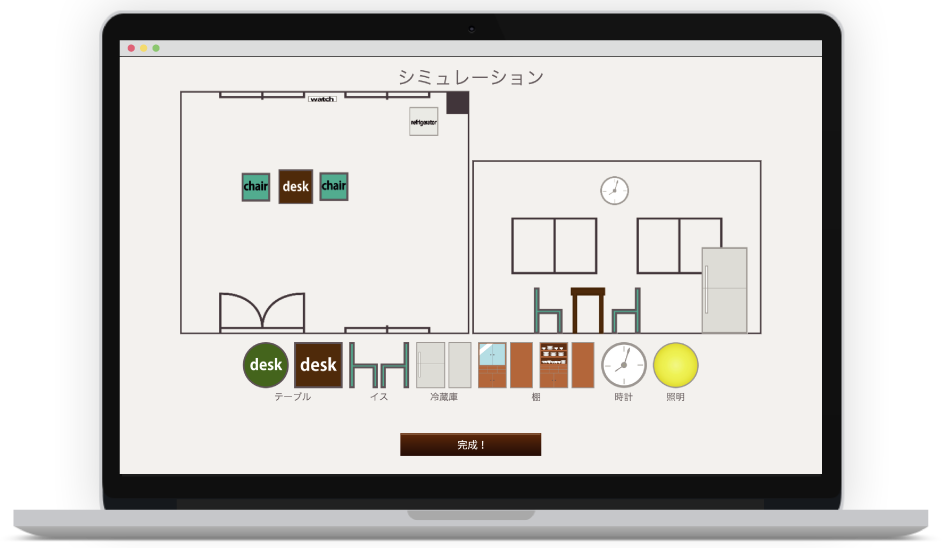 シミュレーション
watch
refrigerator
chair
desk
chair
desk
desk
テーブル
イス
冷蔵庫
棚
時計
照明
完成！